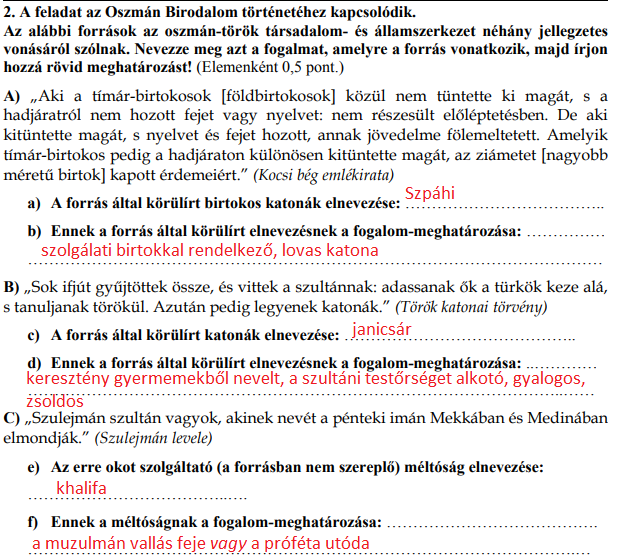 2. A feladat az Oszmán Birodalom történetéhez kapcsolódik.
Az alábbi források az oszmán-török társadalom- és államszerkezet néhány jellegzetes
vonásáról szólnak. Nevezze meg azt a fogalmat, amelyre a forrás vonatkozik, majd írjon
hozzá rövid meghatározást! (Elemenként 0,5 pont.)
A) „Aki a tímár-birtokosok [földbirtokosok] közül nem tüntette ki magát, s a
hadjáratról nem hozott fejet vagy nyelvet: nem részesült előléptetésben. De aki
kitüntette magát, s nyelvet és fejet hozott, annak jövedelme fölemeltetett. Amelyik
tímár-birtokos pedig a hadjáraton különösen kitüntette magát, az ziámetet [nagyobb
méretű birtok] kapott érdemeiért." (Kocsi bég emlékirata)
a) A forrás által körülírt birtokos katonák elnevezése: Szpáhi
b) Ennek a forrás által körülírt elnevezésnek a fogalom-meghatározása: ...............
szolgálati birtokkal rendelkező, lovas katona
B) „Sok ifjút gyűjtöttek össze, és vittek a szultánnak: adassanak ők a türkök keze alá,
s tanuljanak törökül. Azután pedig legyenek katonák." (Török katonai törvény)
c) A forrás által körülírt katonák elnevezése: janicsár
d) Ennek a forrás által körülírt elnevezésnek a fogalom-meghatározása: ...............
keresztény gyermemekből nevelt, a szultáni testőrséget alkotó, gyalogos,
zsoldos
C) „Szulejmán szultán vagyok, akinek nevét a pénteki imán Mekkában és Medinában
elmondják." (Szulejmán levele)
e) Az erre okot szolgáltató (a forrásban nem szereplő) méltóság elnevezése:
khalifa
f) Ennek a méltóságnak a fogalom-meghatározása: ...............
a muzulmán vallás feje vagy a próféta utóda